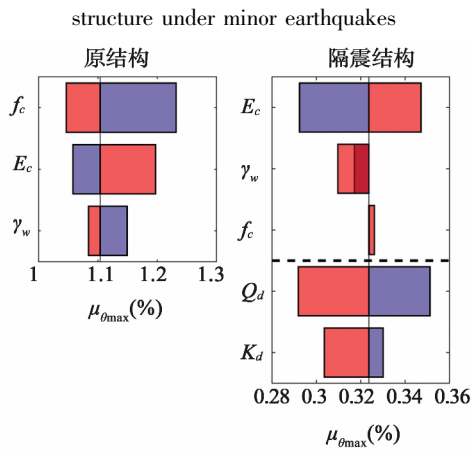 structure under minor earthquakes
原结构
fc
Ec
γw
1 1.1 1.2 1.3
μθmax(%)
隔震结构
Ec
γw
fc
Qd
Kd
0.28 0.3 0.32 0.34 0.36
μθmax(%)